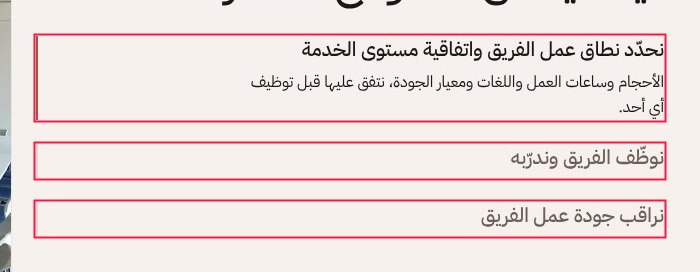 نحدّد نطاق عمل الفريق واتفاقية مستوى الخدمة
الأحجام وساعات العمل واللغات ومعيار الجودة، نتفق عليها قبل توظيف
أي أحد.
نوظّف الفريق وندرّبه
نراقب جودة عمل الفريق